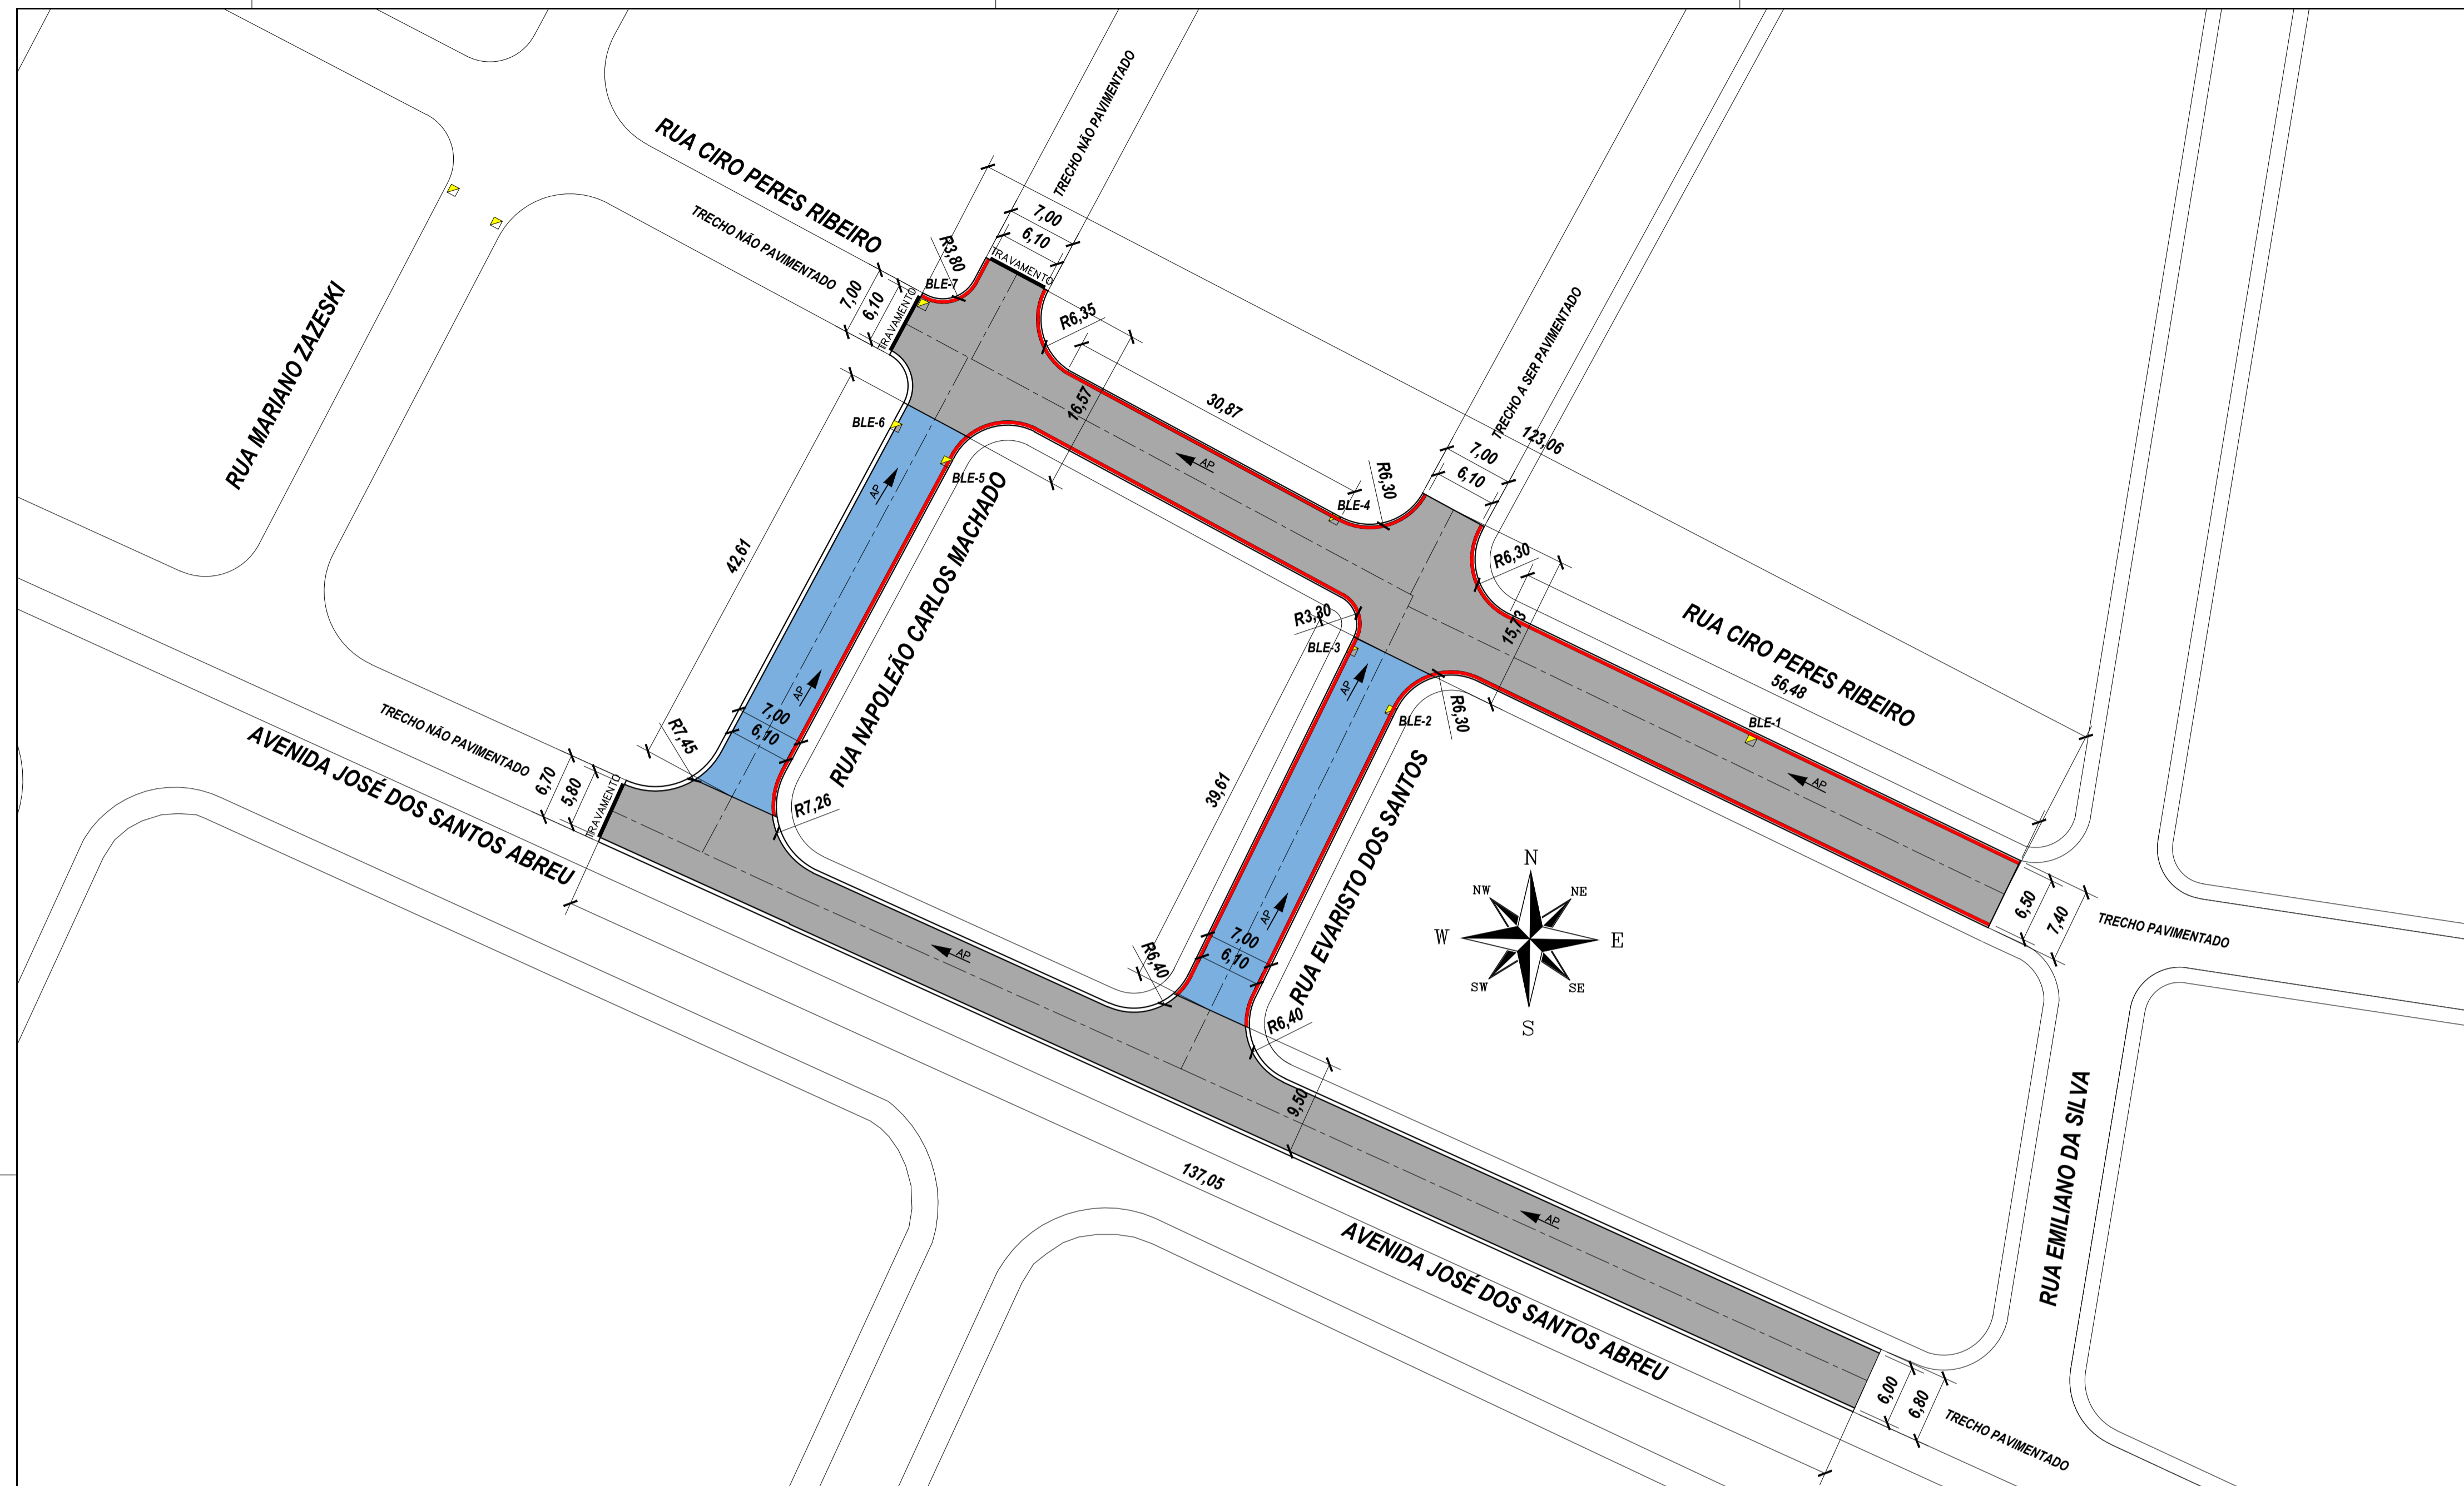 TRECHO NÃO PAVIMENTADO
RUA CIRO PERES RIBEIRO
TRECHO NÃO PAVIMENTADO
7,00
6,10
R3,80
TRAVAMENTO
BLE-7
7,00
6,10
TRAVAMENTO
R6,35
RUA MARIANO ZAZESKI
16,57
30,87
TRECHO A SER PAVIMENTADO
123,06
7,00
6,10
BLE-6
BLE-5
AP
AP
R6,30
BLE-4
R6,30
42,61
RUA NAPOLEÃO CARLOS MACHADO
R3,30
BLE-3
15,73
RUA CIRO PERES RIBEIRO
56,48
AP
AP
R6,30
BLE-2
BLE-1
7,00
6,10
R7,45
TRECHO NÃO PAVIMENTADO
AVENIDA JOSÉ DOS SANTOS ABREU
6,70
5,80
TRAVAMENTO
R7,26
39,61
RUA EVARISTO DOS SANTOS
AP
N
NW
NE
W
E
SW
SE
S
6,50
7,40
TRECHO PAVIMENTADO
AP
7,00
6,10
AP
R6,40
R6,40
9,50
137,05
AP
AVENIDA JOSÉ DOS SANTOS ABREU
RUA EMILIANO DA SILVA
6,00
6,80
TRECHO PAVIMENTADO